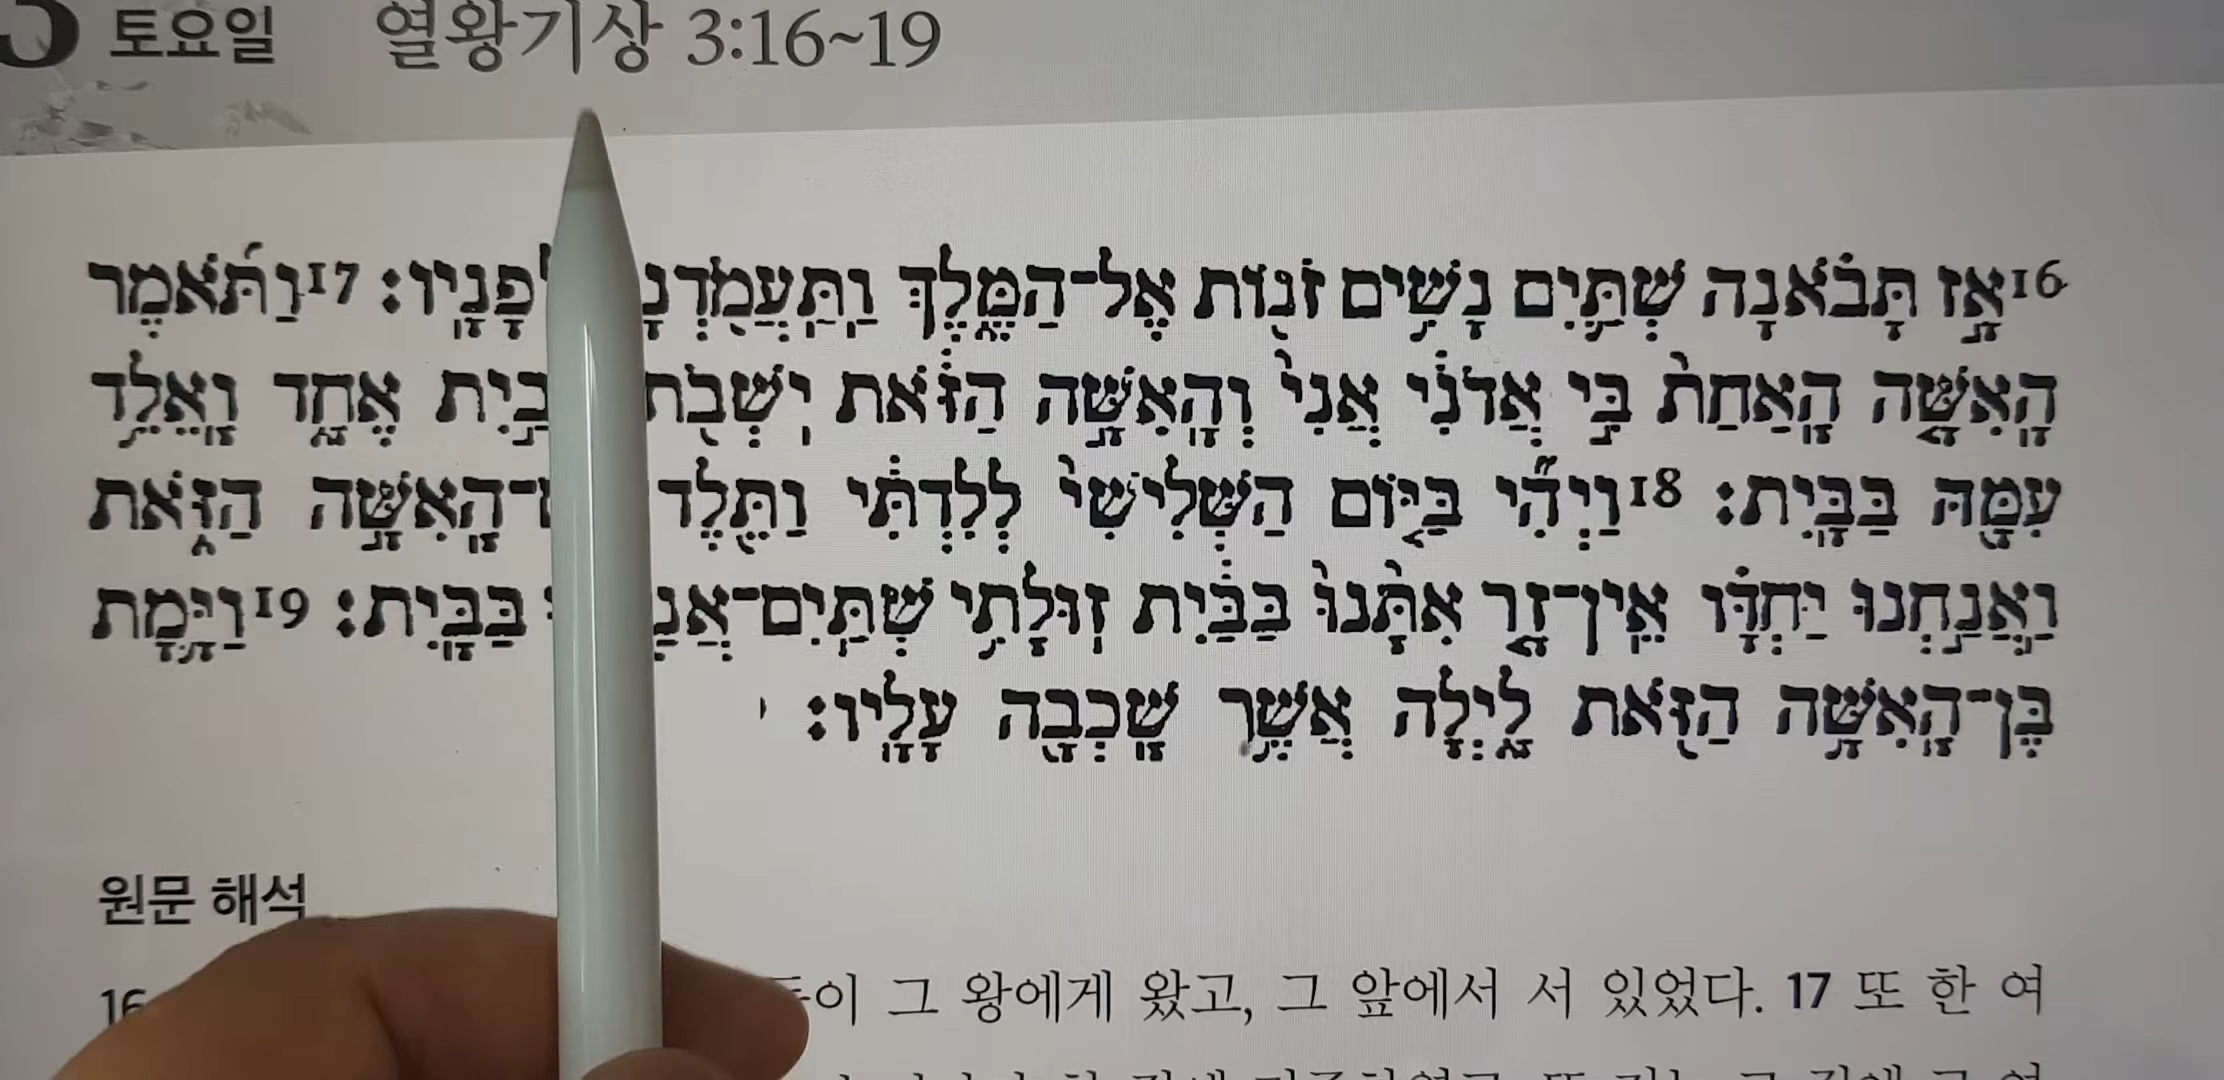 토요일 열왕기상 3:16~19
16אָ֣ז תָּבֹ֗אנָה שְׁתַּ֛יִם נָשִׁ֥ים זֹנ֖וֹת אֶל־הַמֶּ֑לֶךְ וַֽתַּעֲמֹ֖דְנָה לְפָנָֽיו׃ 17וַתֹּ֜אמֶר
הָאִשָּׁ֤ה הָֽאַחַת֙ בִּ֣י אֲדֹנִ֔י אֲנִי֙ וְהָאִשָּׁ֣ה הַזֹּ֔את יֹשְׁבֹ֖ת בְּבַ֣יִת אֶחָ֑ד וָאֵלֵ֥ד
עִמָּ֖הּ בַּבָּֽיִת׃ 18וַיְהִ֞י בַּיּ֤וֹם הַשְּׁלִישִׁי֙ לְלִדְתִּ֔י וַתֵּ֖לֶד גַּם־הָאִשָּׁ֣ה הַזֹּ֑את
וַאֲנַ֣חְנוּ יַחְדָּ֗ו אֵֽין־זָ֤ר אִתָּ֙נוּ֙ בַּבַּ֔יִת זוּלָתִ֥י שְׁתַּֽיִם־אֲנַ֖חְנוּ בַּבָּֽיִת׃ 19וַיָּ֛מָת
בֶּן־הָאִשָּׁ֥ה הַזֹּ֖את לָ֑יְלָה אֲשֶׁ֥ר שָׁכְבָ֖ה עָלָֽיו׃
원문 해석
16 그 왕에게 왔고, 그 앞에서 서 있었다. 17 또 한 여